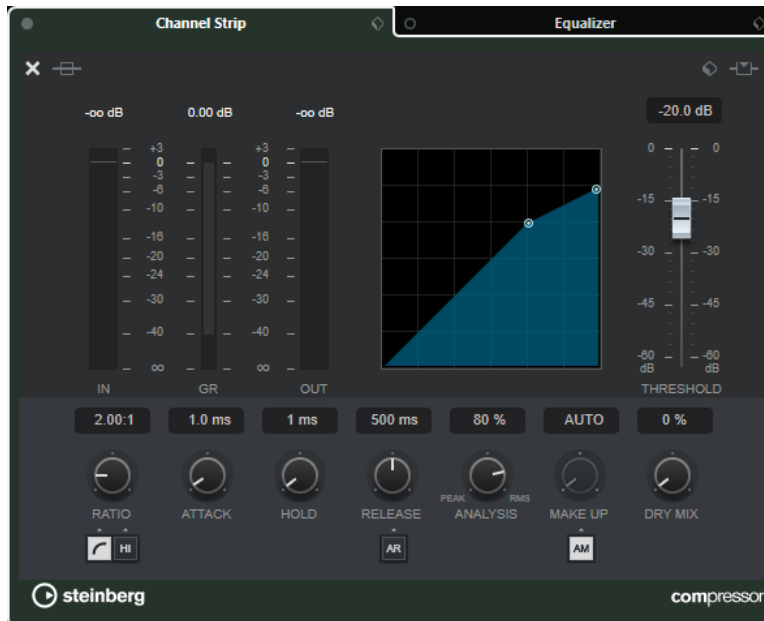 Channel Strip
Equalizer
-oo dB 0.00 dB -oo dB -20.0 dB
+3 +3
0 0
-3 -3
-6 -6
-10 -10
-16 -16
-20 -20
-24 -24
-30 -30
-40 -40
oo oo
0 0
-15 -15
-30 -30
-45 -45
-60 -60
dB dB
IN GR OUT THRESHOLD
2.00:1 1.0 ms 1 ms 500 ms 80 % AUTO 0 %
PEAK RMS
RATIO ATTACK HOLD RELEASE ANALYSIS MAKE UP DRY MIX
HI AR AM
steinberg compressor